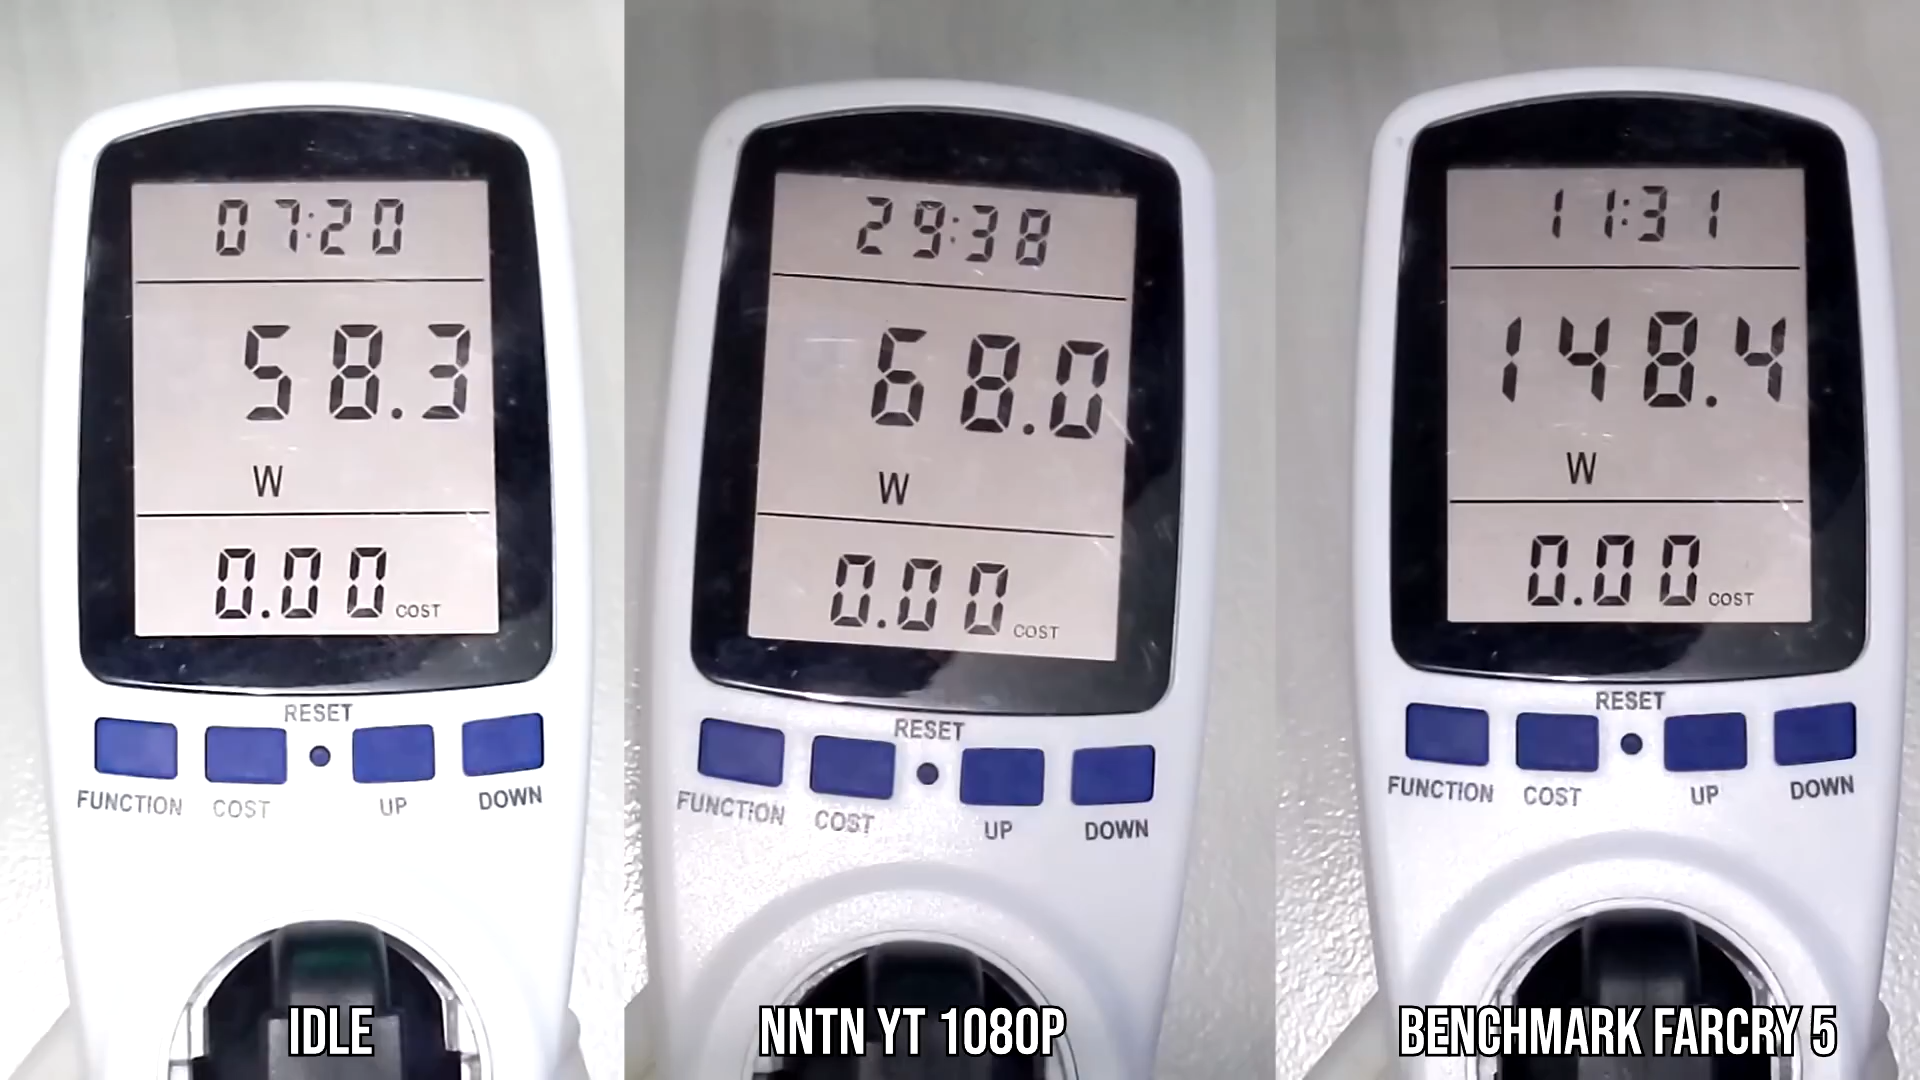 07:20
58.3
W
0.00 COST
RESET
FUNCTION COST UP DOWN
IDLE
29:38
68.0
W
0.00 COST
RESET
FUNCTION COST UP DOWN
NNTN YT 1080P
11:31
148.4
W
0.00 COST
RESET
FUNCTION COST UP DOWN
BENCHMARK FARCRY 5